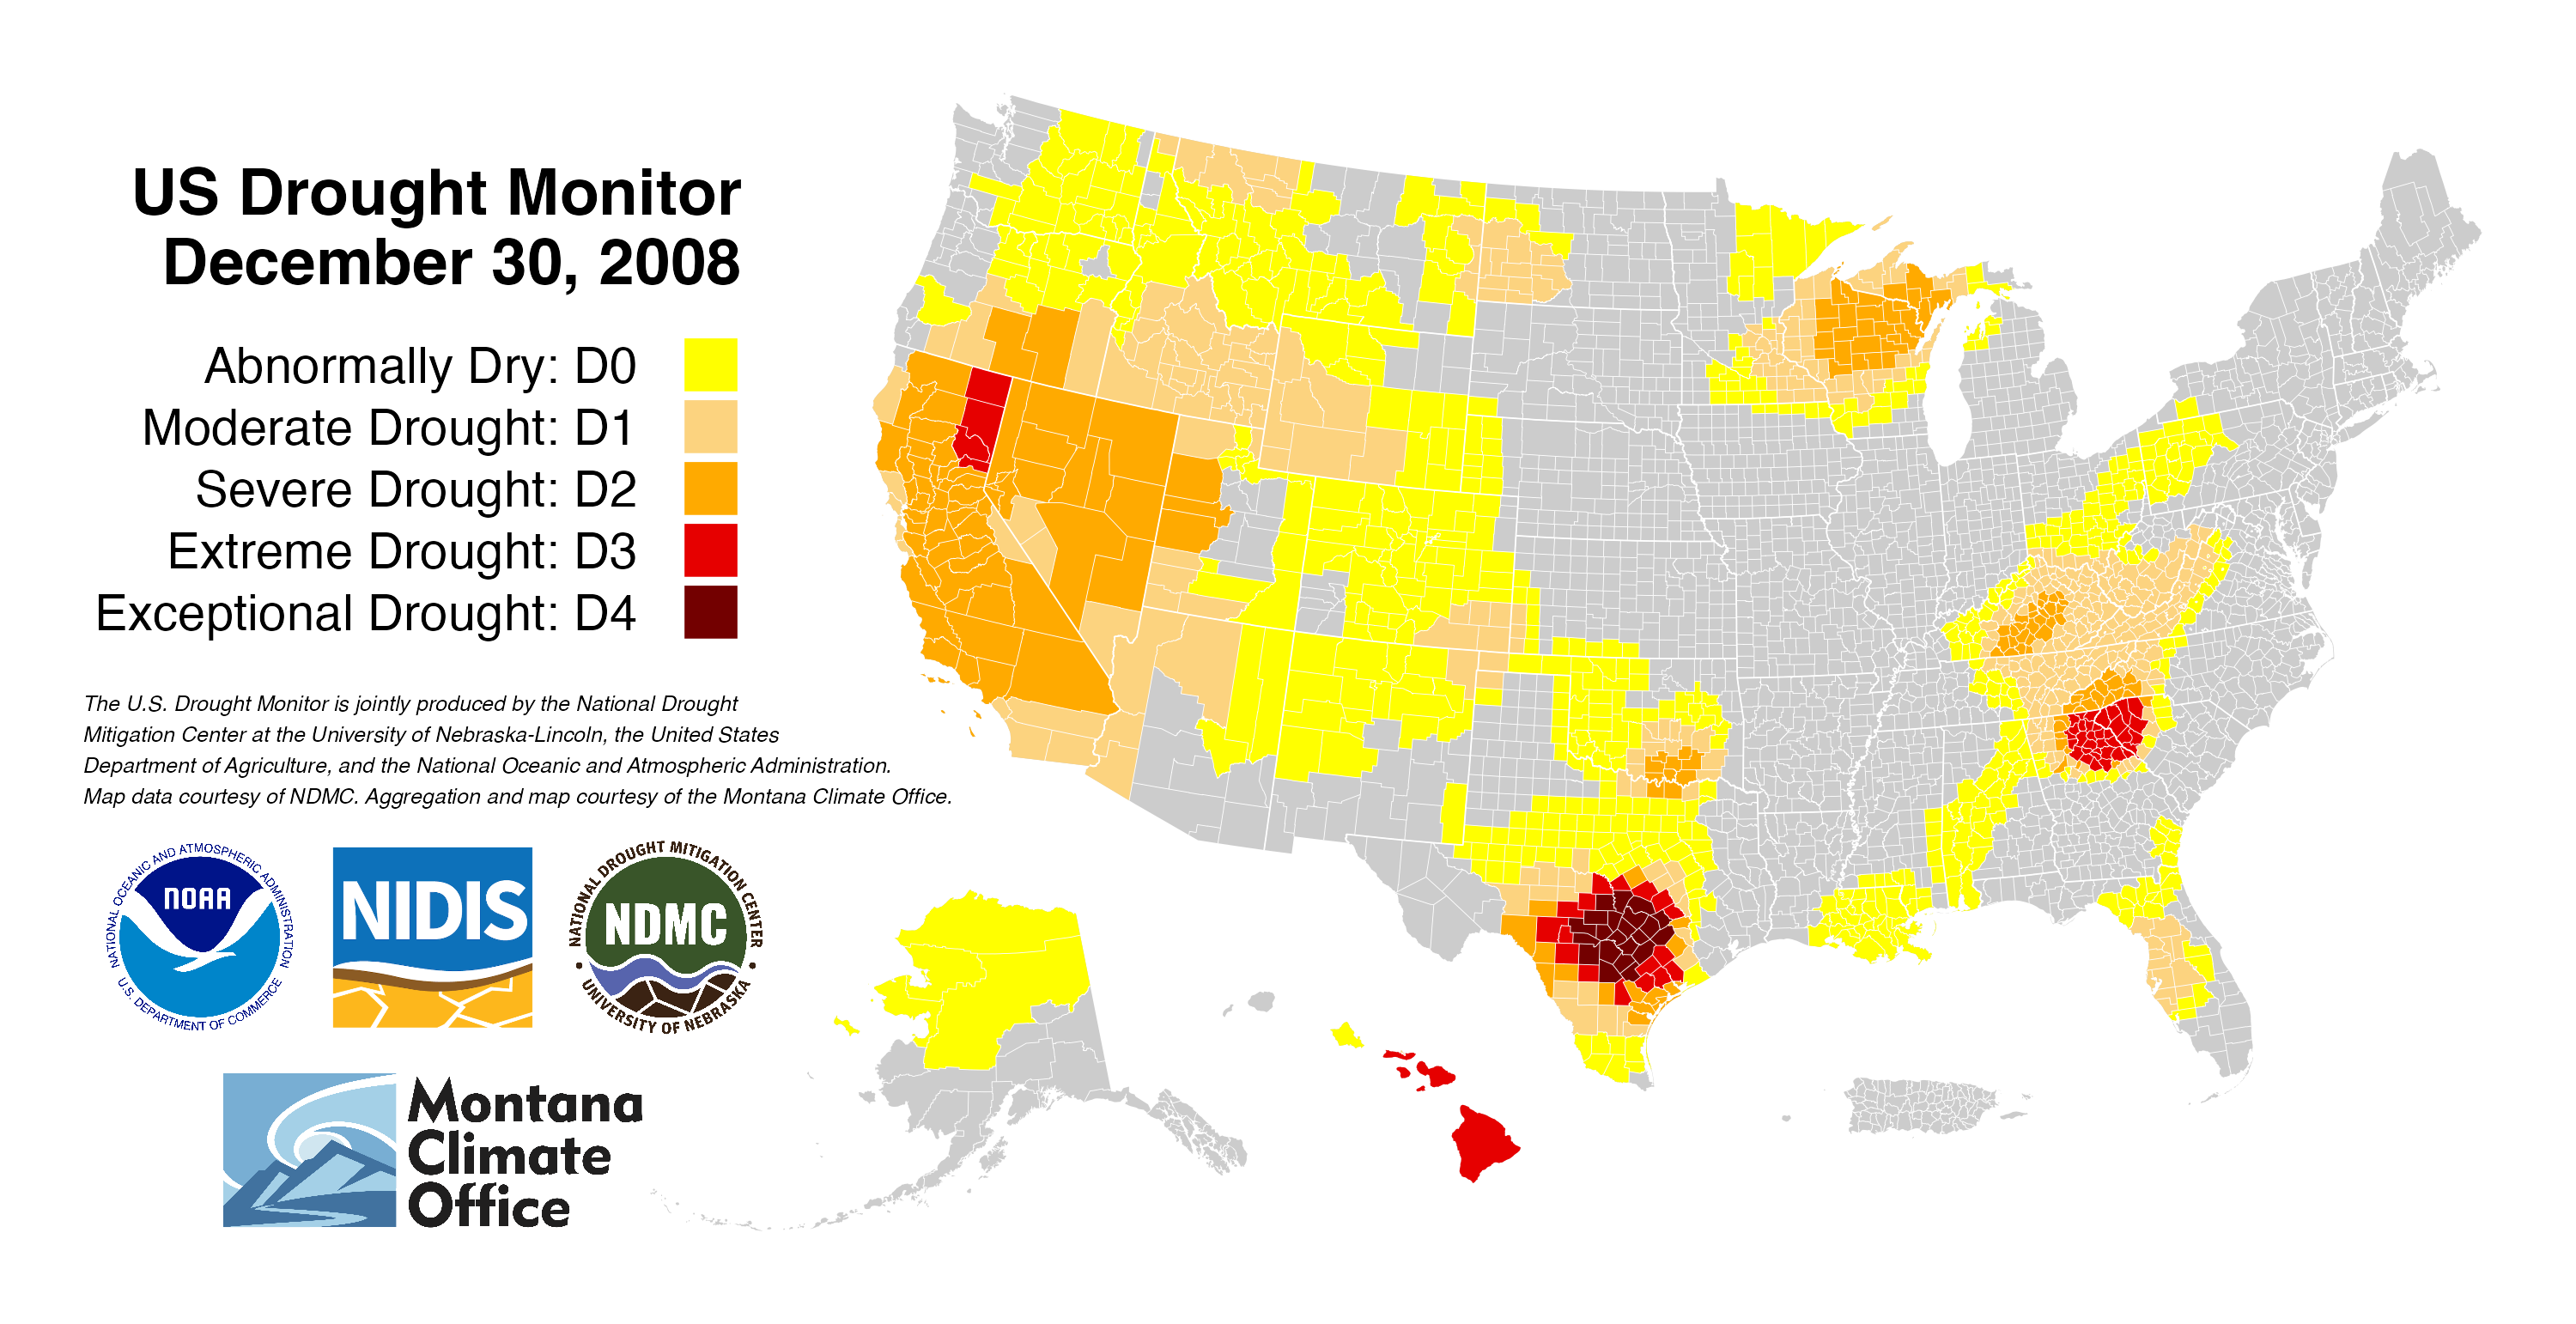 US Drought Monitor
December 30, 2008
Abnormally Dry: D0
Moderate Drought: D1
Severe Drought: D2
Extreme Drought: D3
Exceptional Drought: D4
The U.S. Drought Monitor is jointly produced by the National Drought
Mitigation Center at the University of Nebraska-Lincoln, the United States
Department of Agriculture, and the National Oceanic and Atmospheric Administration.
Map data courtesy of NDMC. Aggregation and map courtesy of the Montana Climate Office.
NATIONAL OCEANIC AND ATMOSPHERIC ADMINISTRATION
NOAA
U.S. DEPARTMENT OF COMMERCE
NIDIS
NATIONAL DROUGHT MITIGATION CENTER
NDMC
UNIVERSITY OF NEBRASKA
Montana
Climate
Office